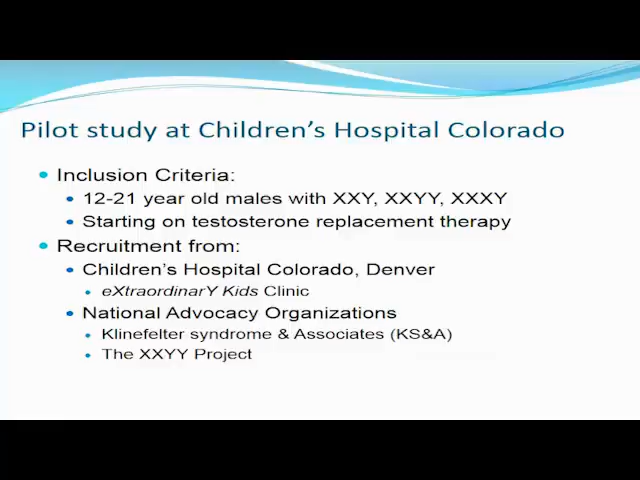 Pilot study at Children's Hospital Colorado
Inclusion Criteria:
12-21 year old males with XXY, XXYY, XXXY
Starting on testosterone replacement therapy
Recruitment from:
Children's Hospital Colorado, Denver
eXtraordinarY Kids Clinic
National Advocacy Organizations
Klinefelter syndrome & Associates (KS&A)
The XXYY Project